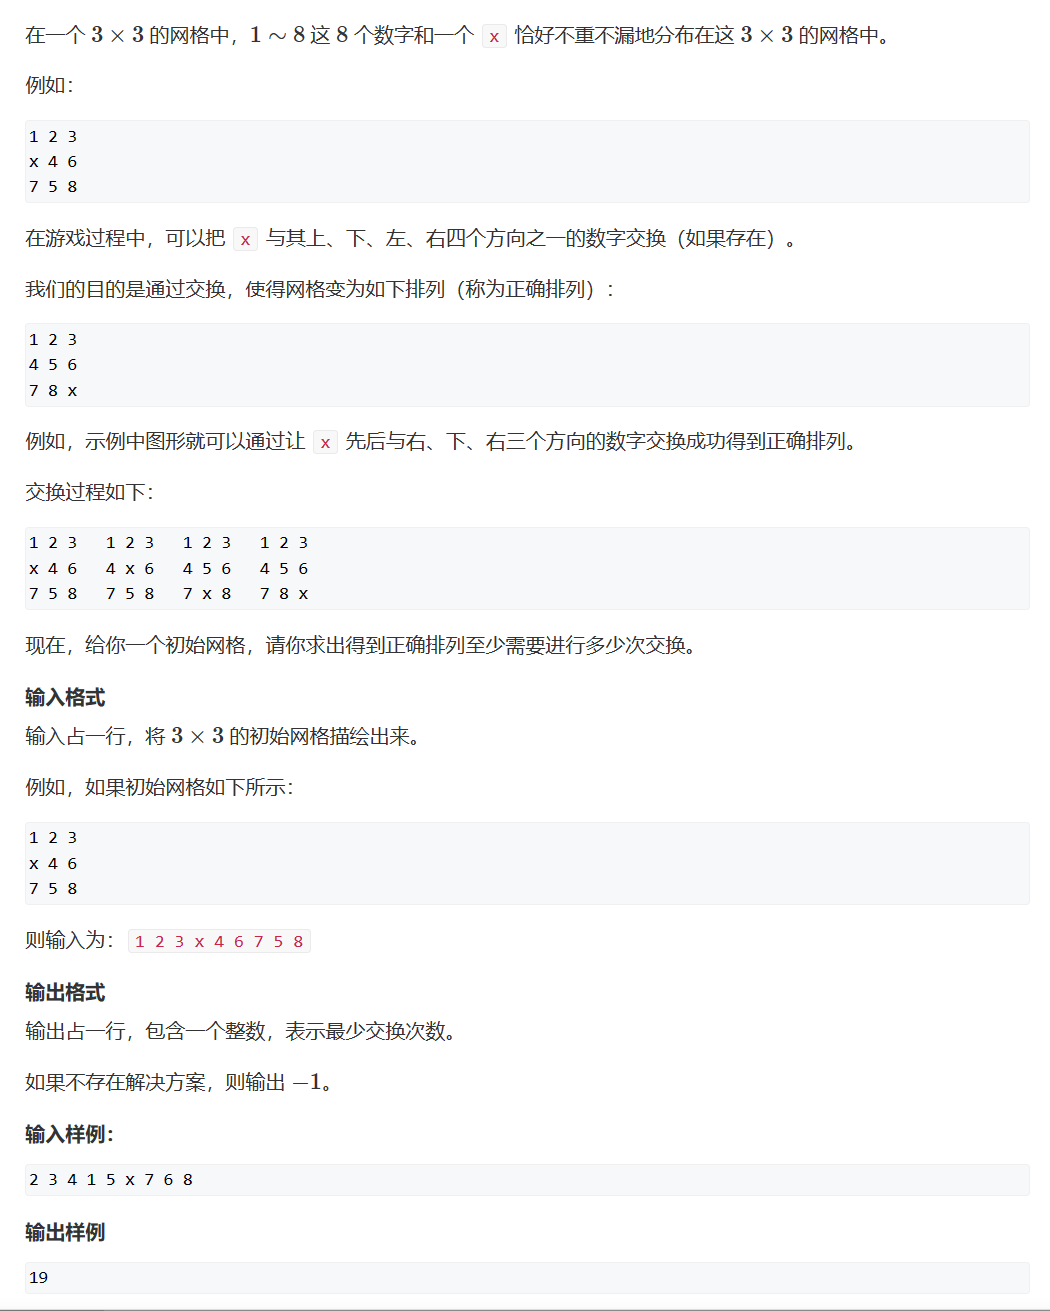 在一个 3 × 3 的网格中，1 ∼ 8 这 8 个数字和一个 x 恰好不重不漏地分布在这 3 × 3 的网格中。
例如：
1 2 3
x 4 6
7 5 8
在游戏过程中，可以把 x 与其上、下、左、右四个方向之一的数字交换（如果存在）。
我们的目的是通过交换，使得网格变为如下排列（称为正确排列）：
1 2 3
4 5 6
7 8 x
例如，示例中图形就可以通过让 x 先后与右、下、右三个方向的数字交换成功得到正确排列。
交换过程如下：
1 2 3   1 2 3   1 2 3   1 2 3
x 4 6   4 x 6   4 5 6   4 5 6
7 5 8   7 5 8   7 x 8   7 8 x
现在，给你一个初始网格，请你求出得到正确排列至少需要进行多少次交换。
输入格式
输入占一行，将 3 × 3 的初始网格描绘出来。
例如，如果初始网格如下所示：
1 2 3
x 4 6
7 5 8
则输入为： 1 2 3 x 4 6 7 5 8
输出格式
输出占一行，包含一个整数，表示最少交换次数。
如果不存在解决方案，则输出 −1。
输入样例：
2 3 4 1 5 x 7 6 8
输出样例
19